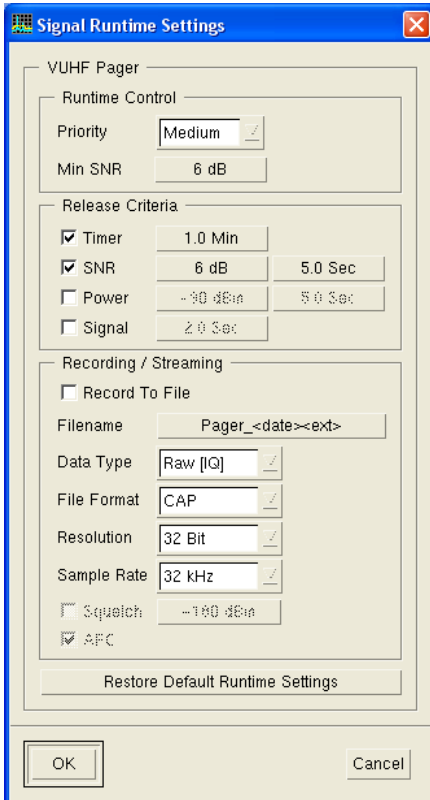 Signal Runtime Settings
VUHF Pager
Runtime Control
Priority Medium
Min SNR 6 dB
Release Criteria
Timer 1.0 Min
SNR 6 dB 5.0 Sec
Power -90 dBm 5.0 Sec
Signal 2.0 Sec
Recording / Streaming
Record To File
Filename Pager_<date><ext>
Data Type Raw [IQ]
File Format CAP
Resolution 32 Bit
Sample Rate 32 kHz
Squelch -160 dBm
AFC
Restore Default Runtime Settings
OK Cancel